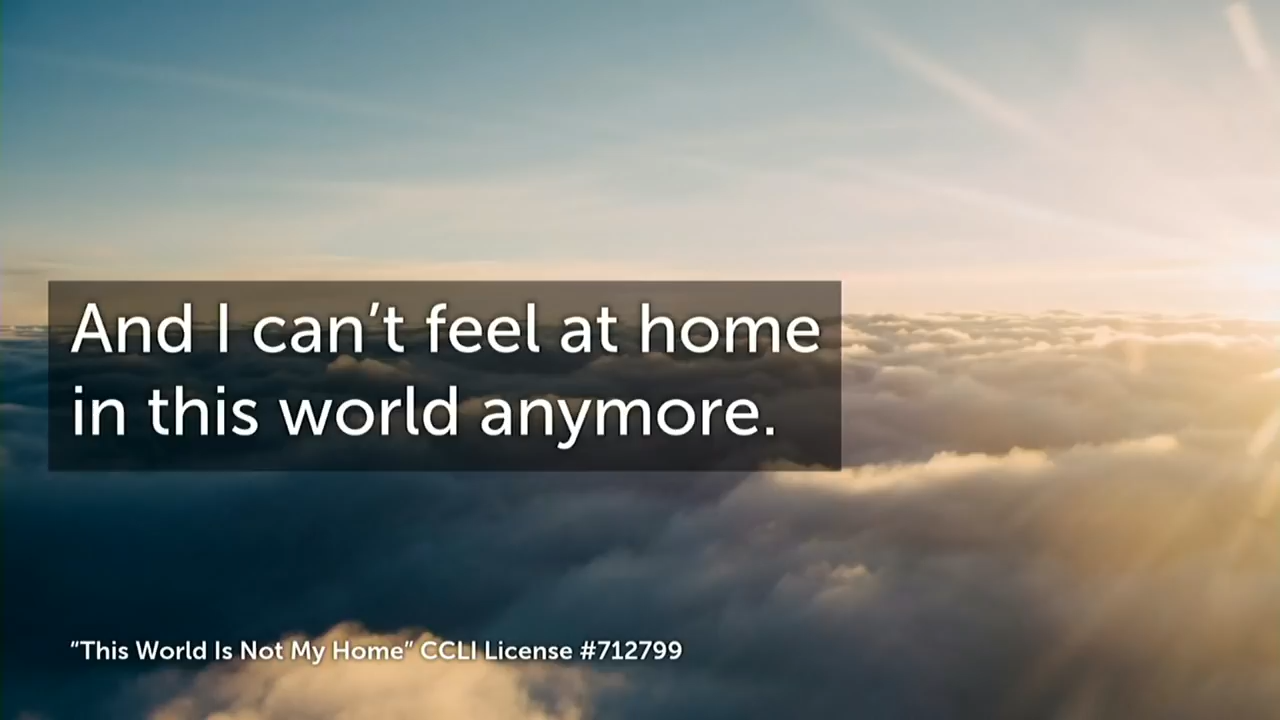 And I can’t feel at home
in this world anymore.
“This World Is Not My Home” CCLI License #712799